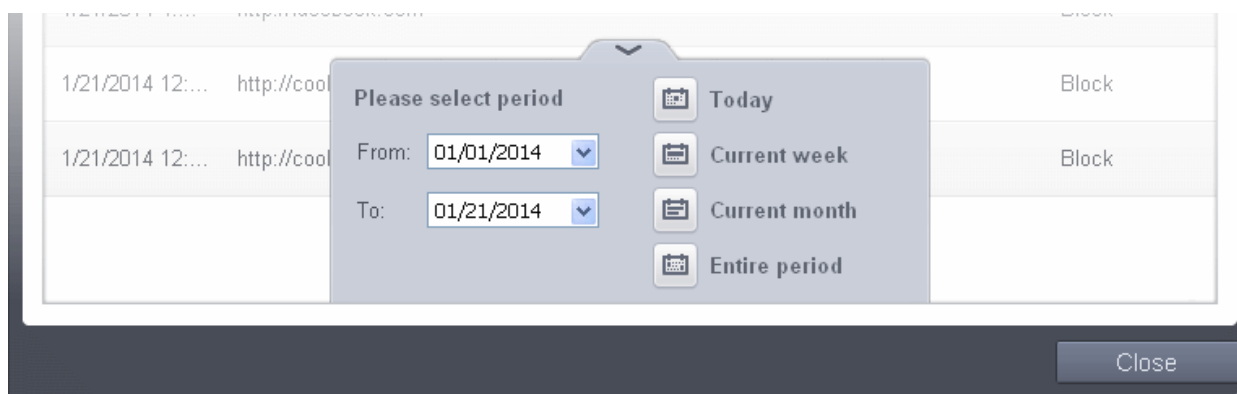 1/21/2014 12:... http://cool Block
Please select period
Today
From: 01/01/2014
Current week
1/21/2014 12:... http://cool Block
To: 01/21/2014
Current month
Entire period
Close